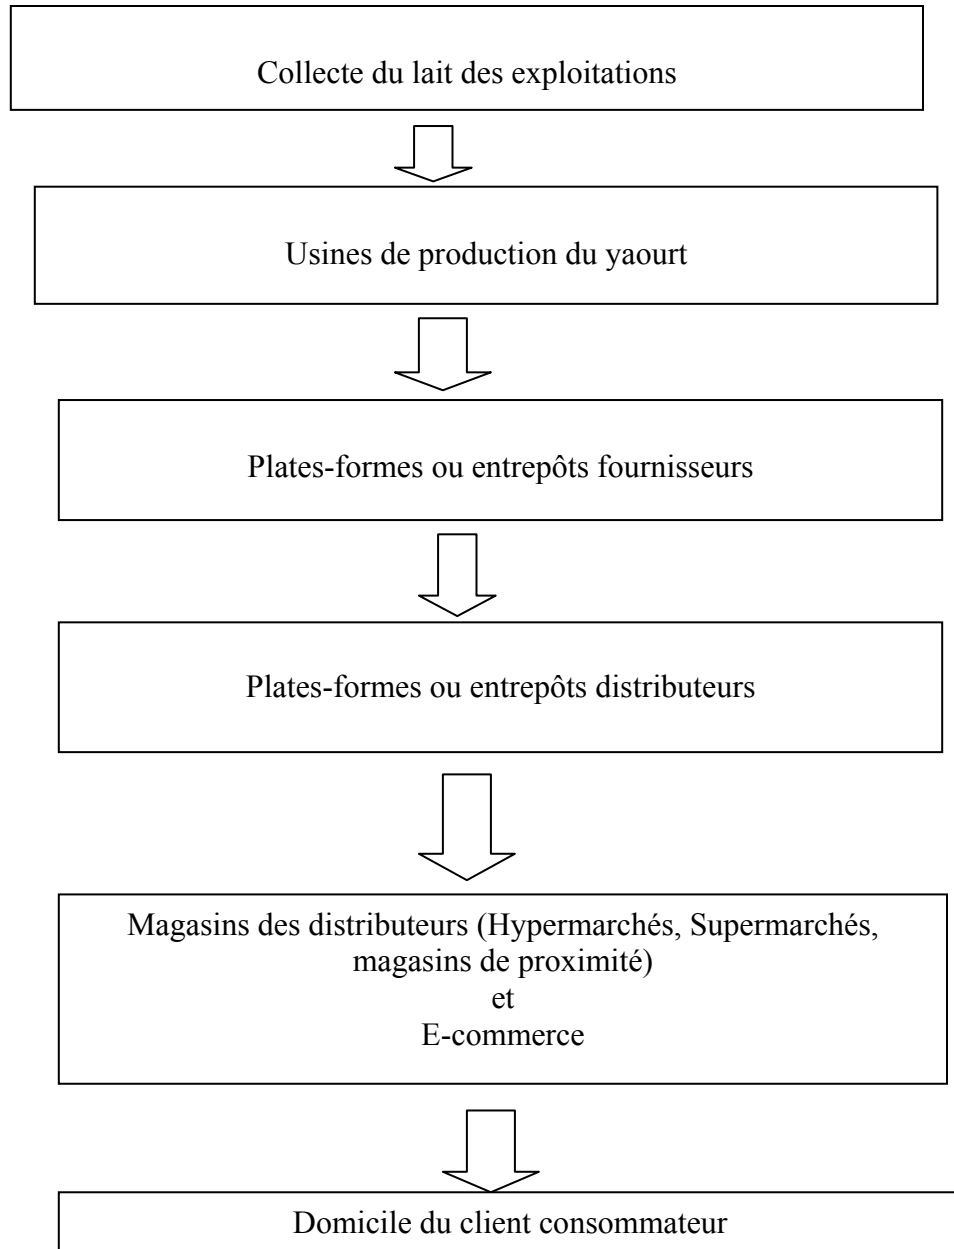 Collecte du lait des exploitations
Usines de production du yaourt
Plates-formes ou entrepôts fournisseurs
Plates-formes ou entrepôts distributeurs
Magasins des distributeurs (Hypermarchés, Supermarchés,
magasins de proximité)
et
E-commerce
Domicile du client consommateur